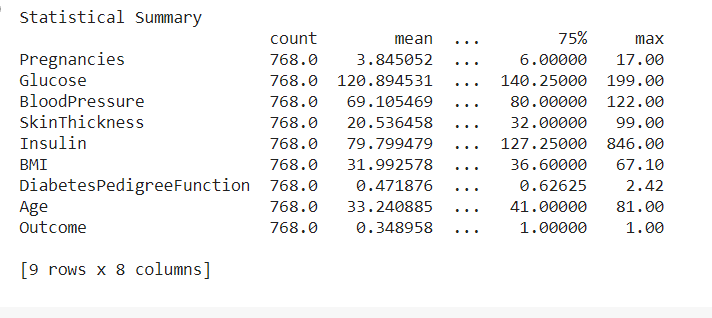 Statistical Summary
count mean ... 75% max
Pregnancies 768.0 3.845052 ... 6.00000 17.00
Glucose 768.0 120.894531 ... 140.25000 199.00
BloodPressure 768.0 69.105469 ... 80.00000 122.00
SkinThickness 768.0 20.536458 ... 32.00000 99.00
Insulin 768.0 79.799479 ... 127.25000 846.00
BMI 768.0 31.992578 ... 36.60000 67.10
DiabetesPedigreeFunction 768.0 0.471876 ... 0.62625 2.42
Age 768.0 33.240885 ... 41.00000 81.00
Outcome 768.0 0.348958 ... 1.00000 1.00
[9 rows x 8 columns]